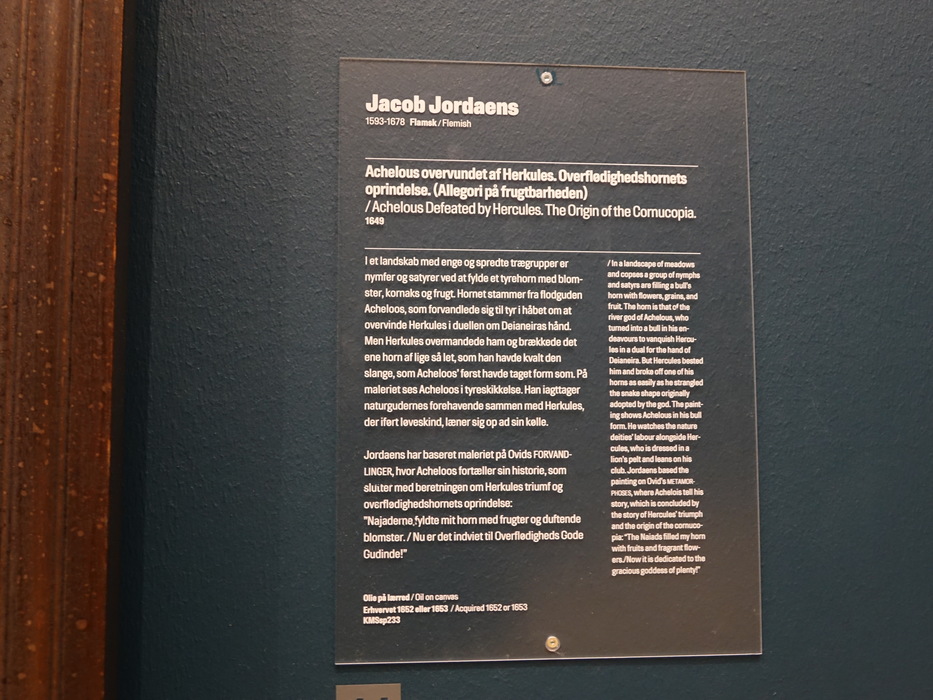 Jacob Jordaens
1593-1678 Flamsk / Flemish
Achelous overvundet af Herkules. Overflødighedshornets
oprindelse. (Allegori på frugtbarheden)
/ Achelous Defeated by Hercules. The Origin of the Cornucopia.
1649
I et landskab med enge og spredte trægrupper er
nymfer og satyrer ved at fylde et tyrehorn med blom-
ster, kornaks og frugt. Hornet stammer fra flodguden
Acheloos, som forvandlede sig til tyr i håbet om at
overvinde Herkules i duellen om Deianeiras hånd.
Men Herkules overmandede ham og brækkede det
ene horn af lige så let, som han havde kvalt den
slange, som Acheloos' først havde taget form som. På
maleriet ses Acheloos i tyreskikkelse. Han iagttager
naturgudernes forehavende sammen med Herkules,
der iført løveskind, læner sig op ad sin kølle.
Jordaens har baseret maleriet på Ovids FORVAND-
LINGER, hvor Acheloos fortæller sin historie, som
slutter med beretningen om Herkules triumf og
overflødighedshornets oprindelse:
"Najaderne fyldte mit horn med frugter og duftende
blomster. / Nu er det indviet til Overflødigheds Gode
Gudinde!"
/ In a landscape of meadows
and copses a group of nymphs
and satyrs are filling a bull's
horn with flowers, grains, and
fruit. The horn is that of the
river god of Achelous, who
turned into a bull in his en-
deavours to vanquish Hercu-
les in a dual for the hand of
Deianeira. But Hercules bested
him and broke off one of his
horns as easily as he strangled
the snake shape originally
adopted by the god. The paint-
ing shows Achelous in his bull
form. He watches the nature
deities' labour alongside Her-
cules, who is dressed in a
lion's pelt and leans on his
club. Jordaens based the
painting on Ovid's METAMOR-
PHOSES, where Achelois tell his
story, which is concluded by
the story of Hercules' triumph
and the origin of the cornuco-
pia: "The Naiads filled my horn
with fruits and fragrant flow-
ers./Now it is dedicated to the
gracious goddess of plenty!"
Olie på lærred / Oil on canvas
Erhvervet 1652 eller 1653 / Acquired 1652 or 1653
KMSsp233